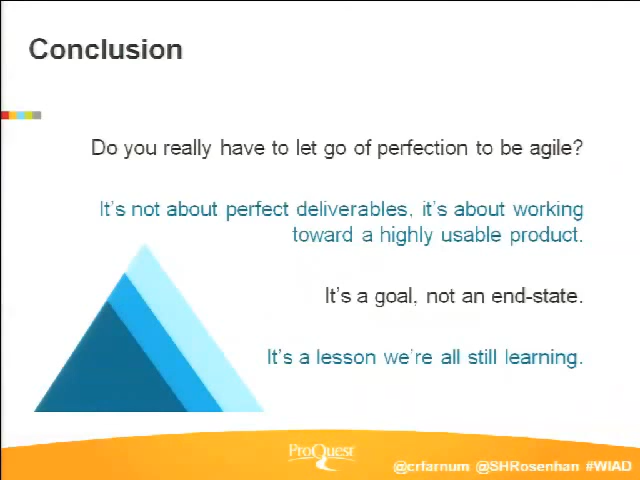 Conclusion
Do you really have to let go of perfection to be agile?
It's not about perfect deliverables, it's about working
toward a highly usable product.
It's a goal, not an end-state.
It's a lesson we're all still learning.
ProQuest
@crfarnum @SHRosenhan #WIAD